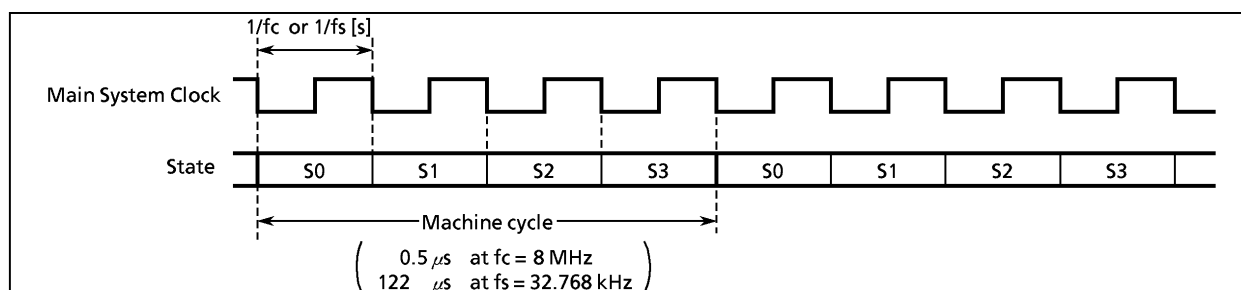 1/fc or 1/fs [s]
Main System Clock
State
S0 S1 S2 S3 S0 S1 S2 S3
Machine cycle
0.5 μs at fc = 8 MHz
122 μs at fs = 32.768 kHz